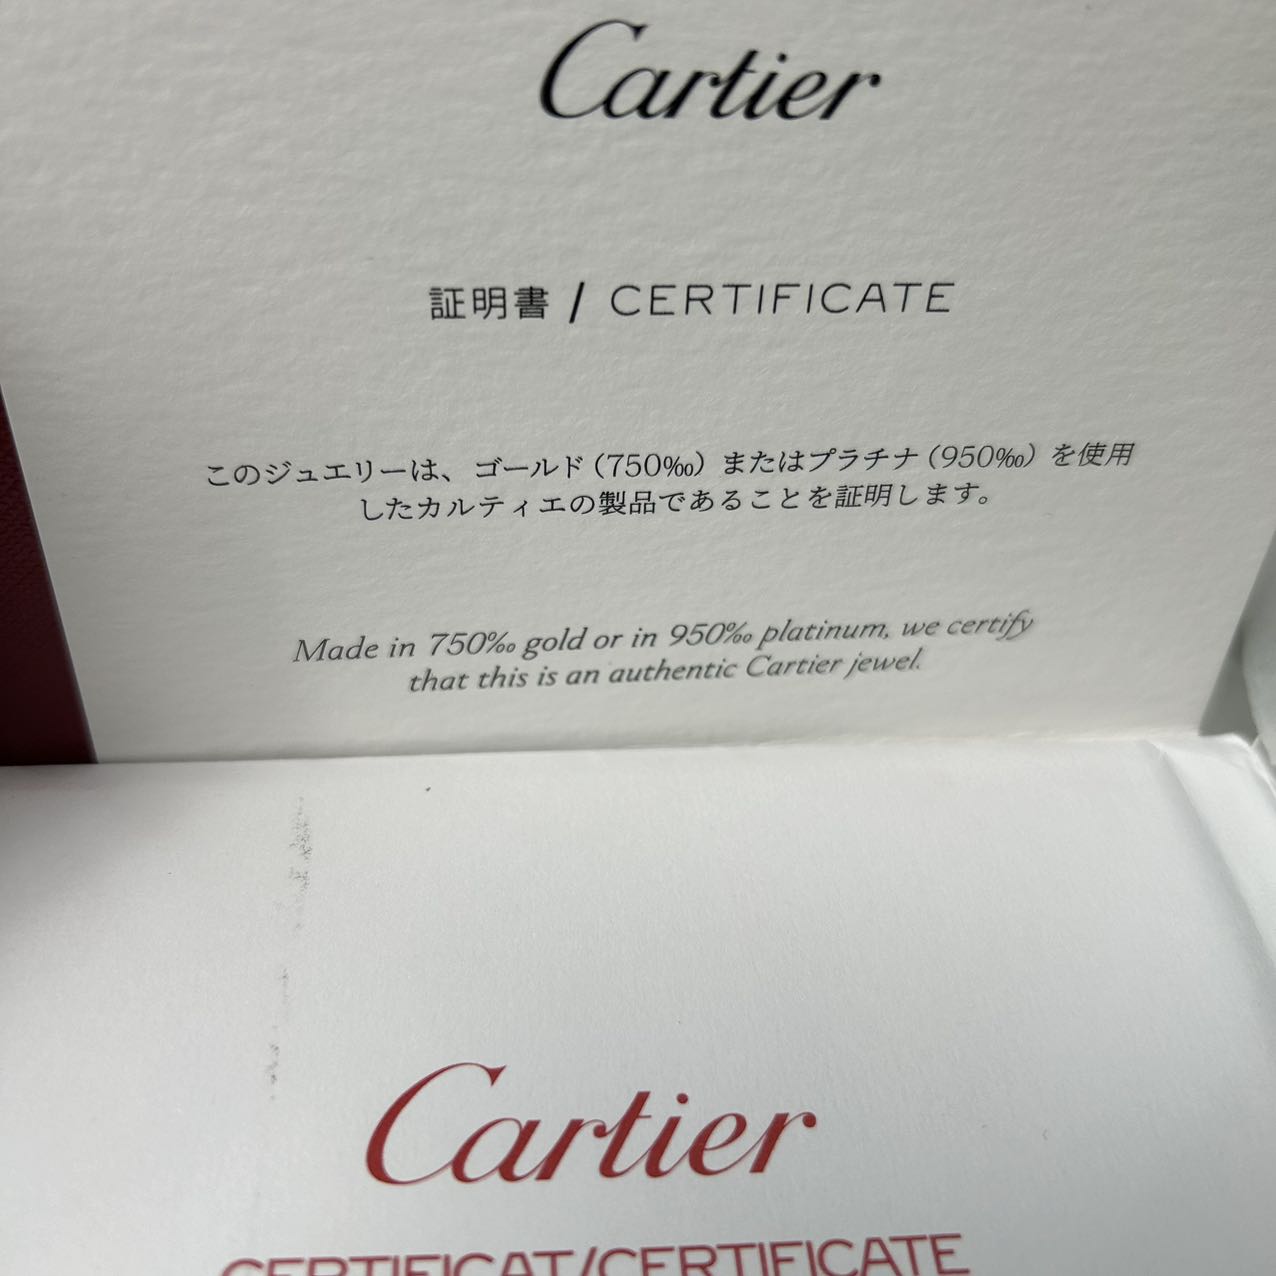 Cartier
証明書 / CERTIFICATE
このジュエリーは、ゴールド（750‰）またはプラチナ（950‰）を使用
したカルティエの製品であることを証明します。
Made in 750‰ gold or in 950‰ platinum, we certify
that this is an authentic Cartier jewel.
Cartier
CERTIFICAT/CERTIFICATE